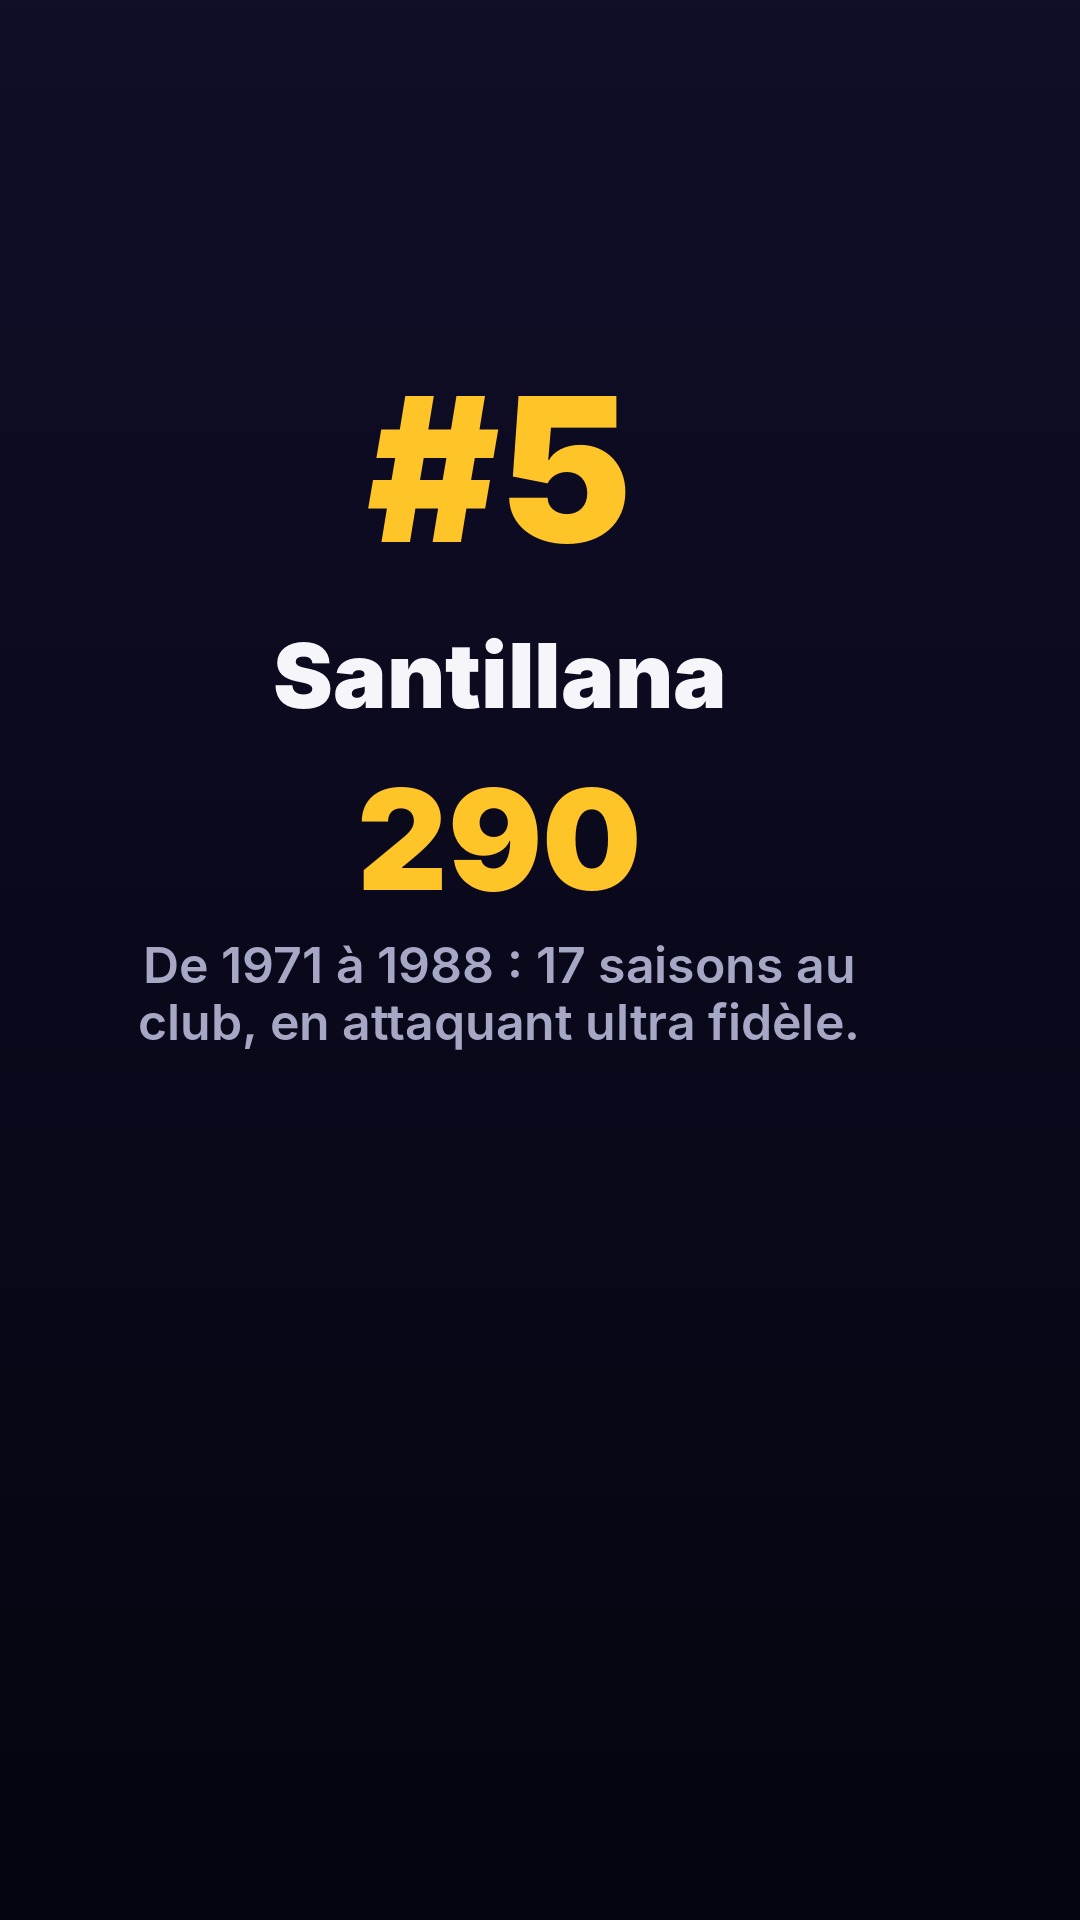 #5
Santillana
290
De 1971 à 1988 : 17 saisons au
club, en attaquant ultra fidèle.